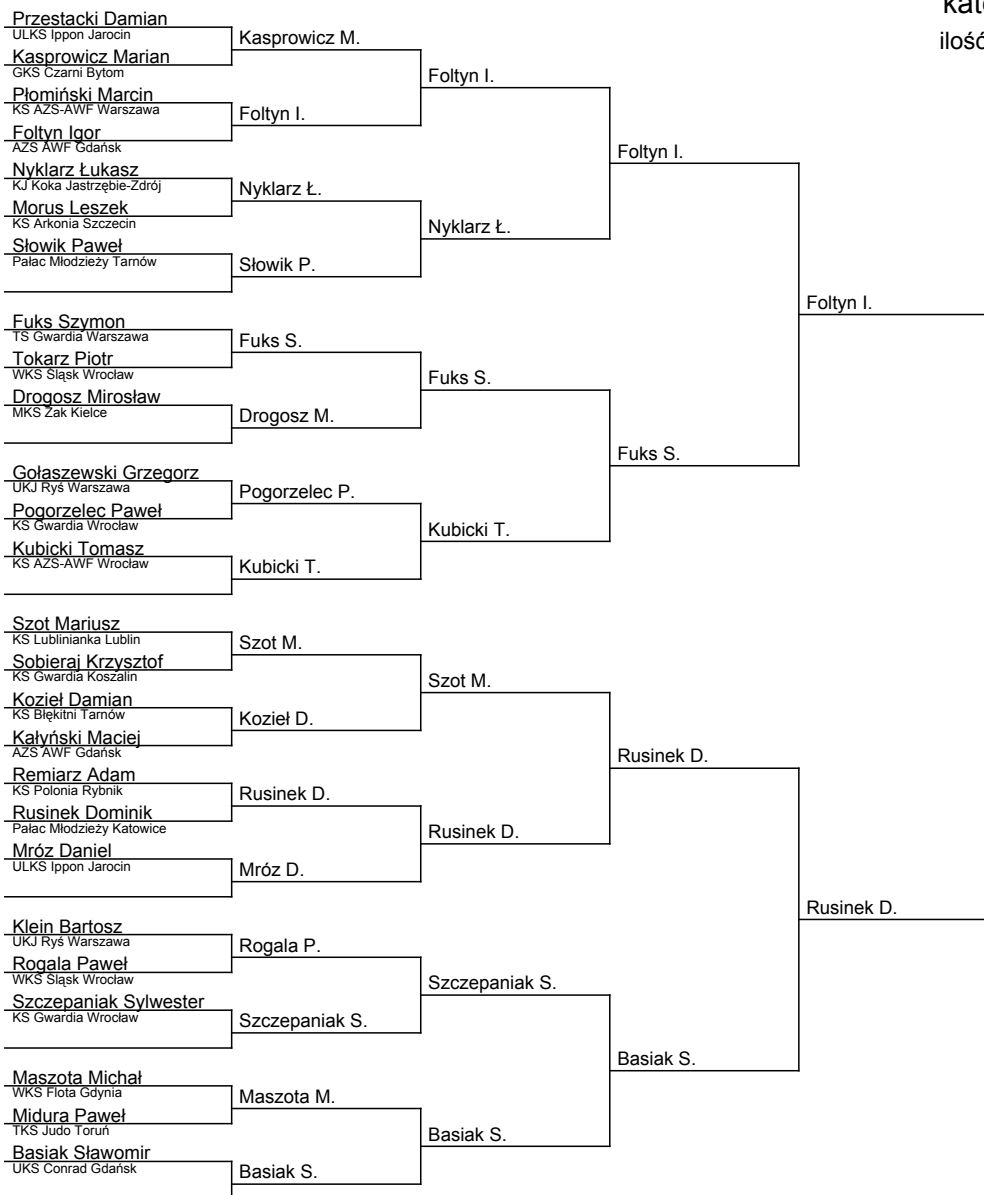 kat
ilość
Przestacki Damian
ULKS Ippon Jarocin
Kasprowicz M.
Kasprowicz Marian
GKS Czarni Bytom
Foltyn I.
Płomiński Marcin
KS AZS-AWF Warszawa
Foltyn I.
Foltyn Igor
AZS AWF Gdańsk
Foltyn I.
Nyklarz Łukasz
KJ Koka Jastrzębie-Zdrój
Nyklarz Ł.
Morus Leszek
KS Arkonia Szczecin
Nyklarz Ł.
Słowik Paweł
Pałac Młodzieży Tarnów
Słowik P.
Foltyn I.
Fuks Szymon
TS Gwardia Warszawa
Fuks S.
Tokarz Piotr
WKS Śląsk Wrocław
Fuks S.
Drogosz Mirosław
MKS Żak Kielce
Drogosz M.
Fuks S.
Gołaszewski Grzegorz
UKJ Ryś Warszawa
Pogorzelec P.
Pogorzelec Paweł
KS Gwardia Wrocław
Kubicki T.
Kubicki Tomasz
KS AZS-AWF Wrocław
Kubicki T.
Szot Mariusz
KS Lublinianka Lublin
Szot M.
Sobieraj Krzysztof
KS Gwardia Koszalin
Szot M.
Kozieł Damian
KS Błękitni Tarnów
Kozieł D.
Kałyński Maciej
AZS AWF Gdańsk
Rusinek D.
Remiarz Adam
KS Polonia Rybnik
Rusinek D.
Rusinek Dominik
Pałac Młodzieży Katowice
Rusinek D.
Mróz Daniel
ULKS Ippon Jarocin
Mróz D.
Rusinek D.
Klein Bartosz
UKJ Ryś Warszawa
Rogala P.
Rogala Paweł
WKS Śląsk Wrocław
Szczepaniak S.
Szczepaniak Sylwester
KS Gwardia Wrocław
Szczepaniak S.
Basiak S.
Maszota Michał
WKS Flota Gdynia
Maszota M.
Midura Paweł
TKS Judo Toruń
Basiak S.
Basiak Sławomir
UKS Conrad Gdańsk
Basiak S.